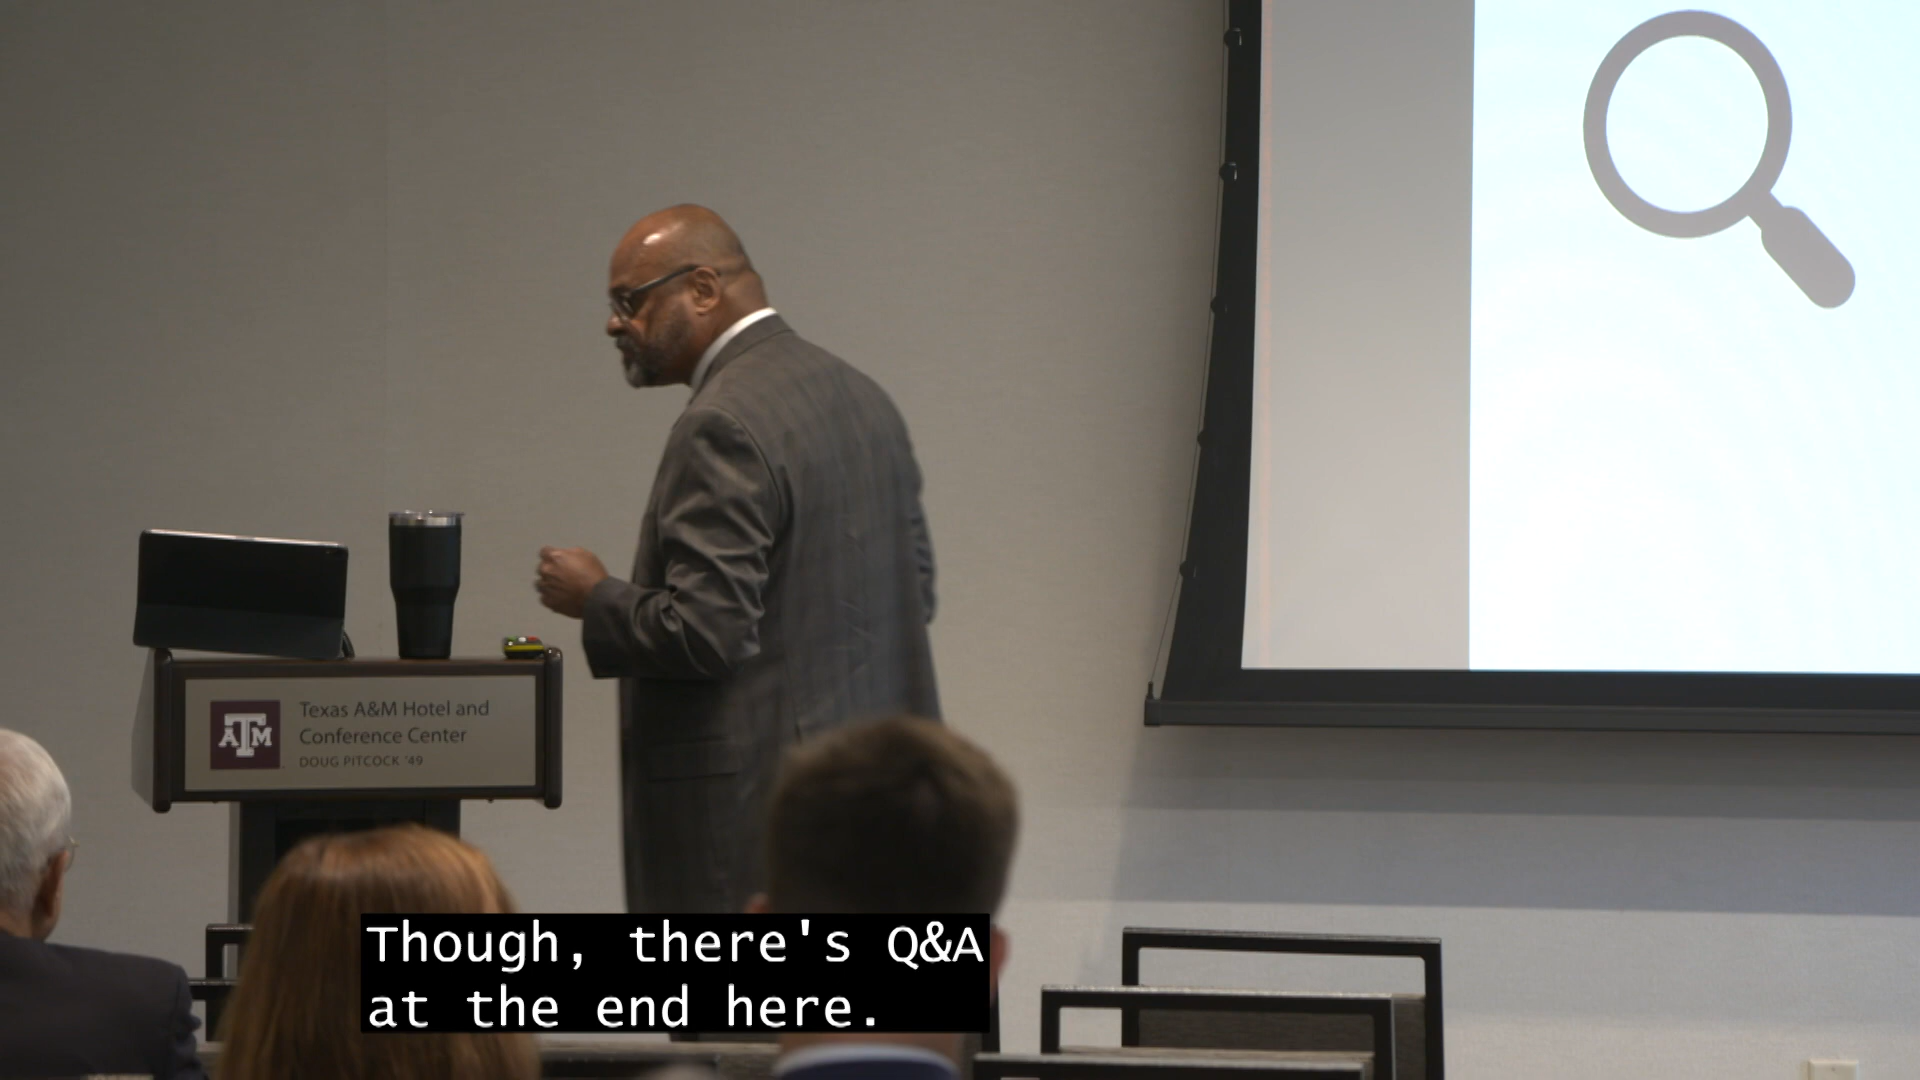 Texas A&M Hotel and
Conference Center
DOUG PITCOCK '49
ATM
Though, there's Q&A
at the end here.